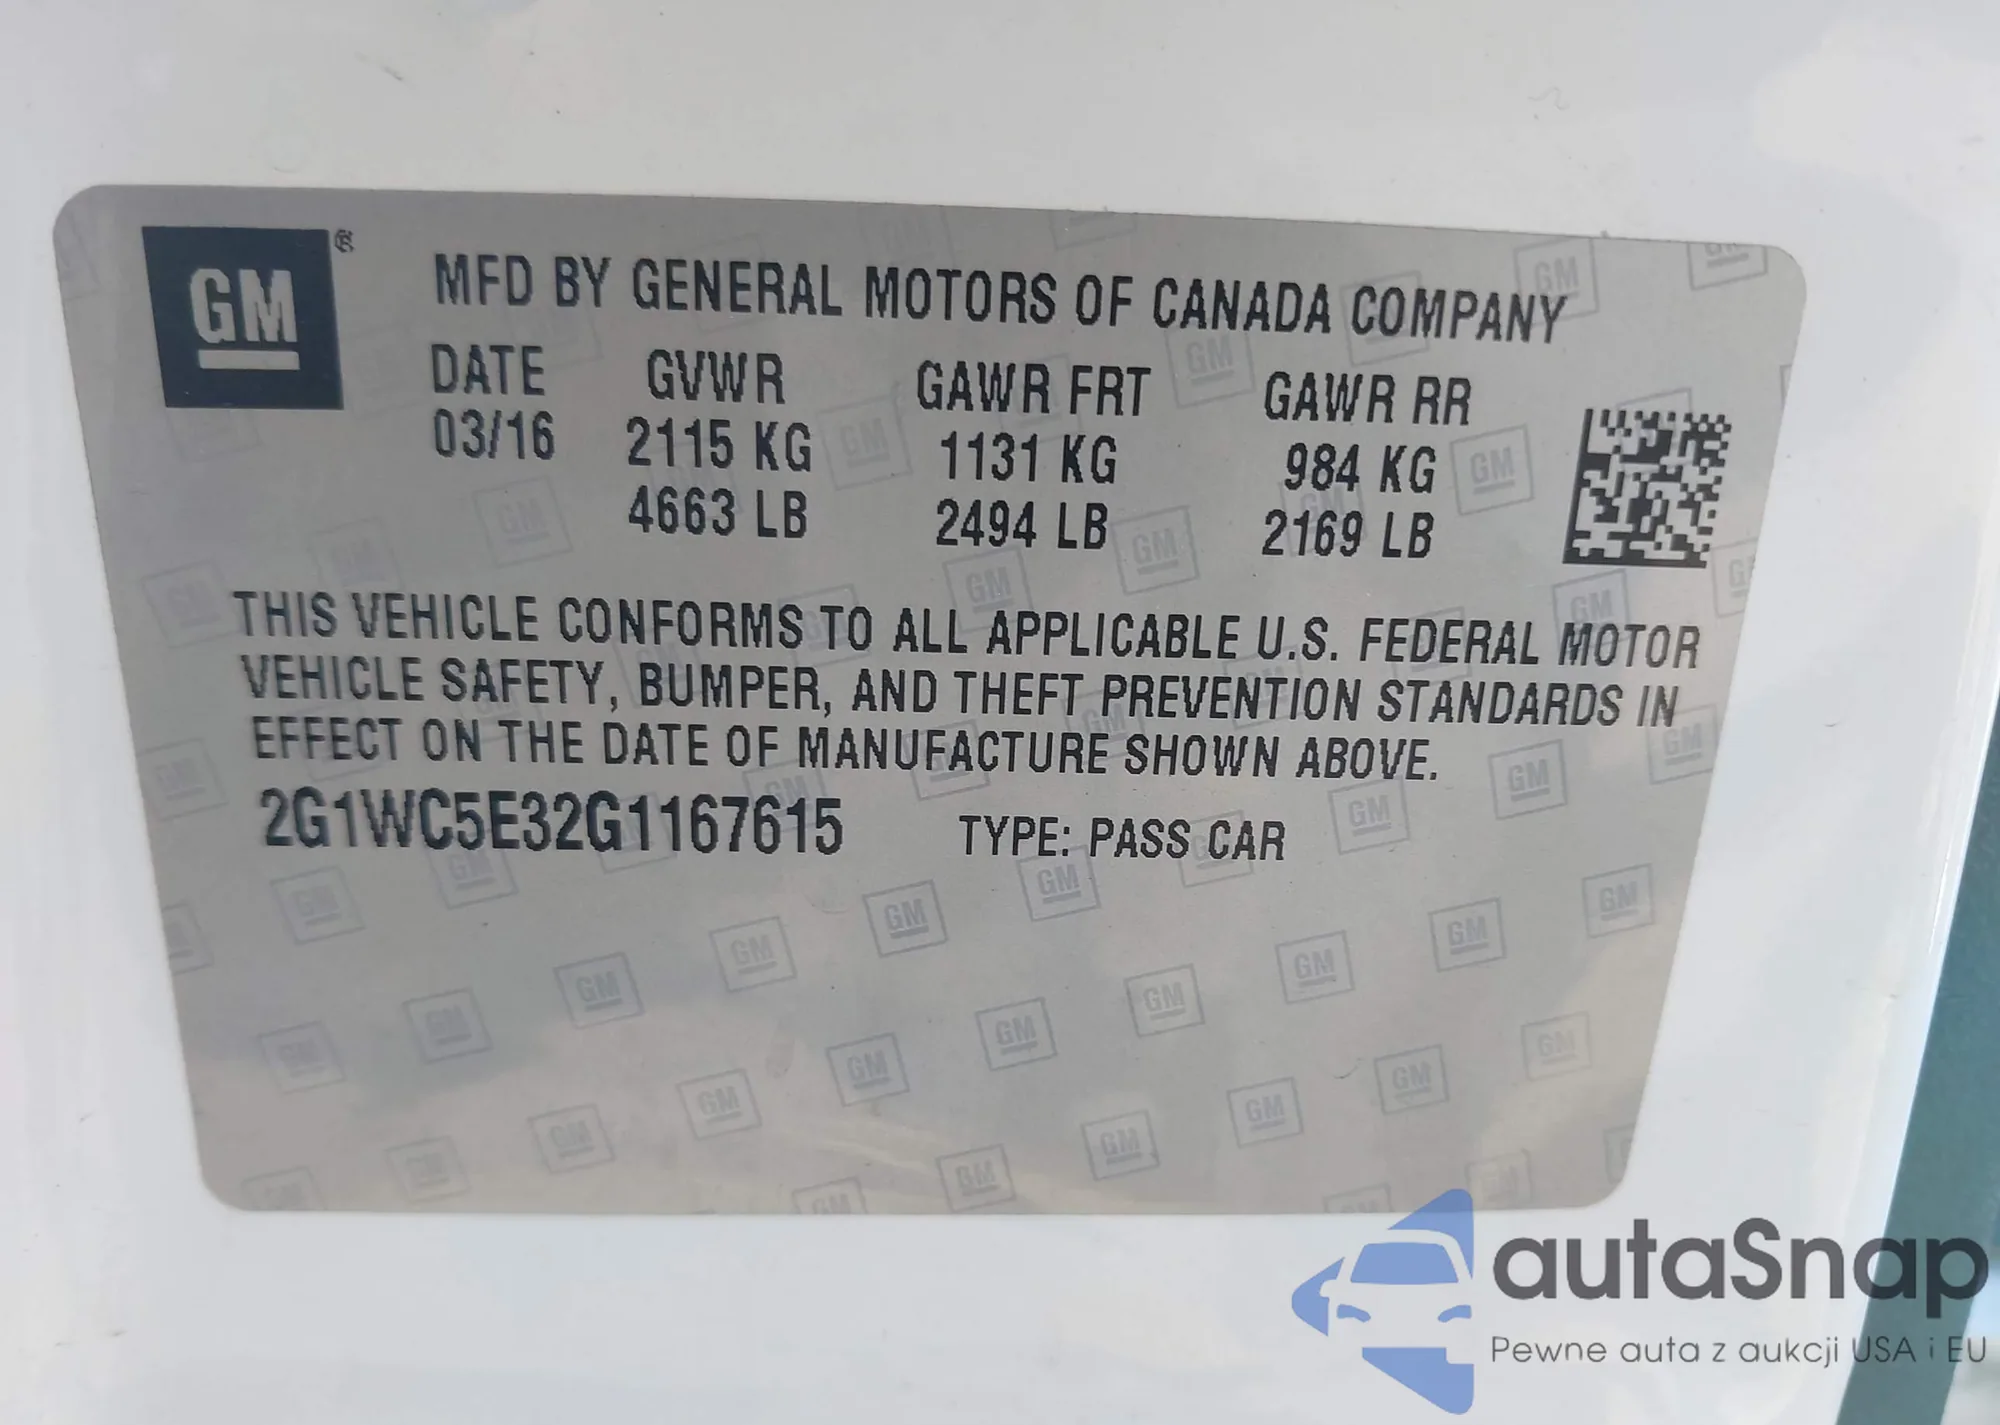 GM ®
MFD BY GENERAL MOTORS OF CANADA COMPANY
DATE GVWR GAWR FRT GAWR RR
03/16 2115 KG 1131 KG 984 KG
4663 LB 2494 LB 2169 LB
THIS VEHICLE CONFORMS TO ALL APPLICABLE U.S. FEDERAL MOTOR
VEHICLE SAFETY, BUMPER, AND THEFT PREVENTION STANDARDS IN
EFFECT ON THE DATE OF MANUFACTURE SHOWN ABOVE.
2G1WC5E32G1167615 TYPE: PASS CAR
autaSnap
Pewne auta z aukcji USA i EU